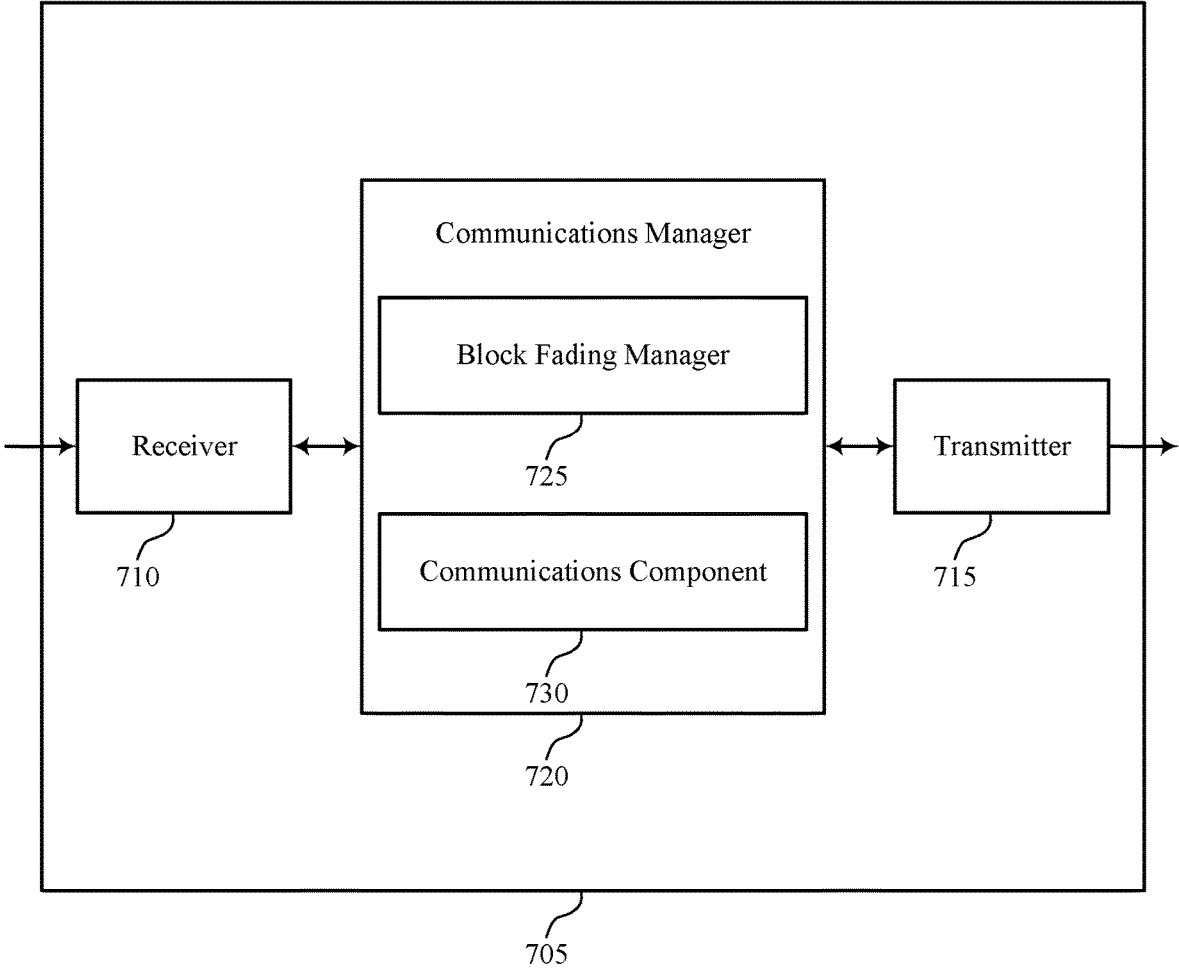 Communications Manager
Block Fading Manager
725
Receiver
710
Transmitter
715
Communications Component
730
720
705